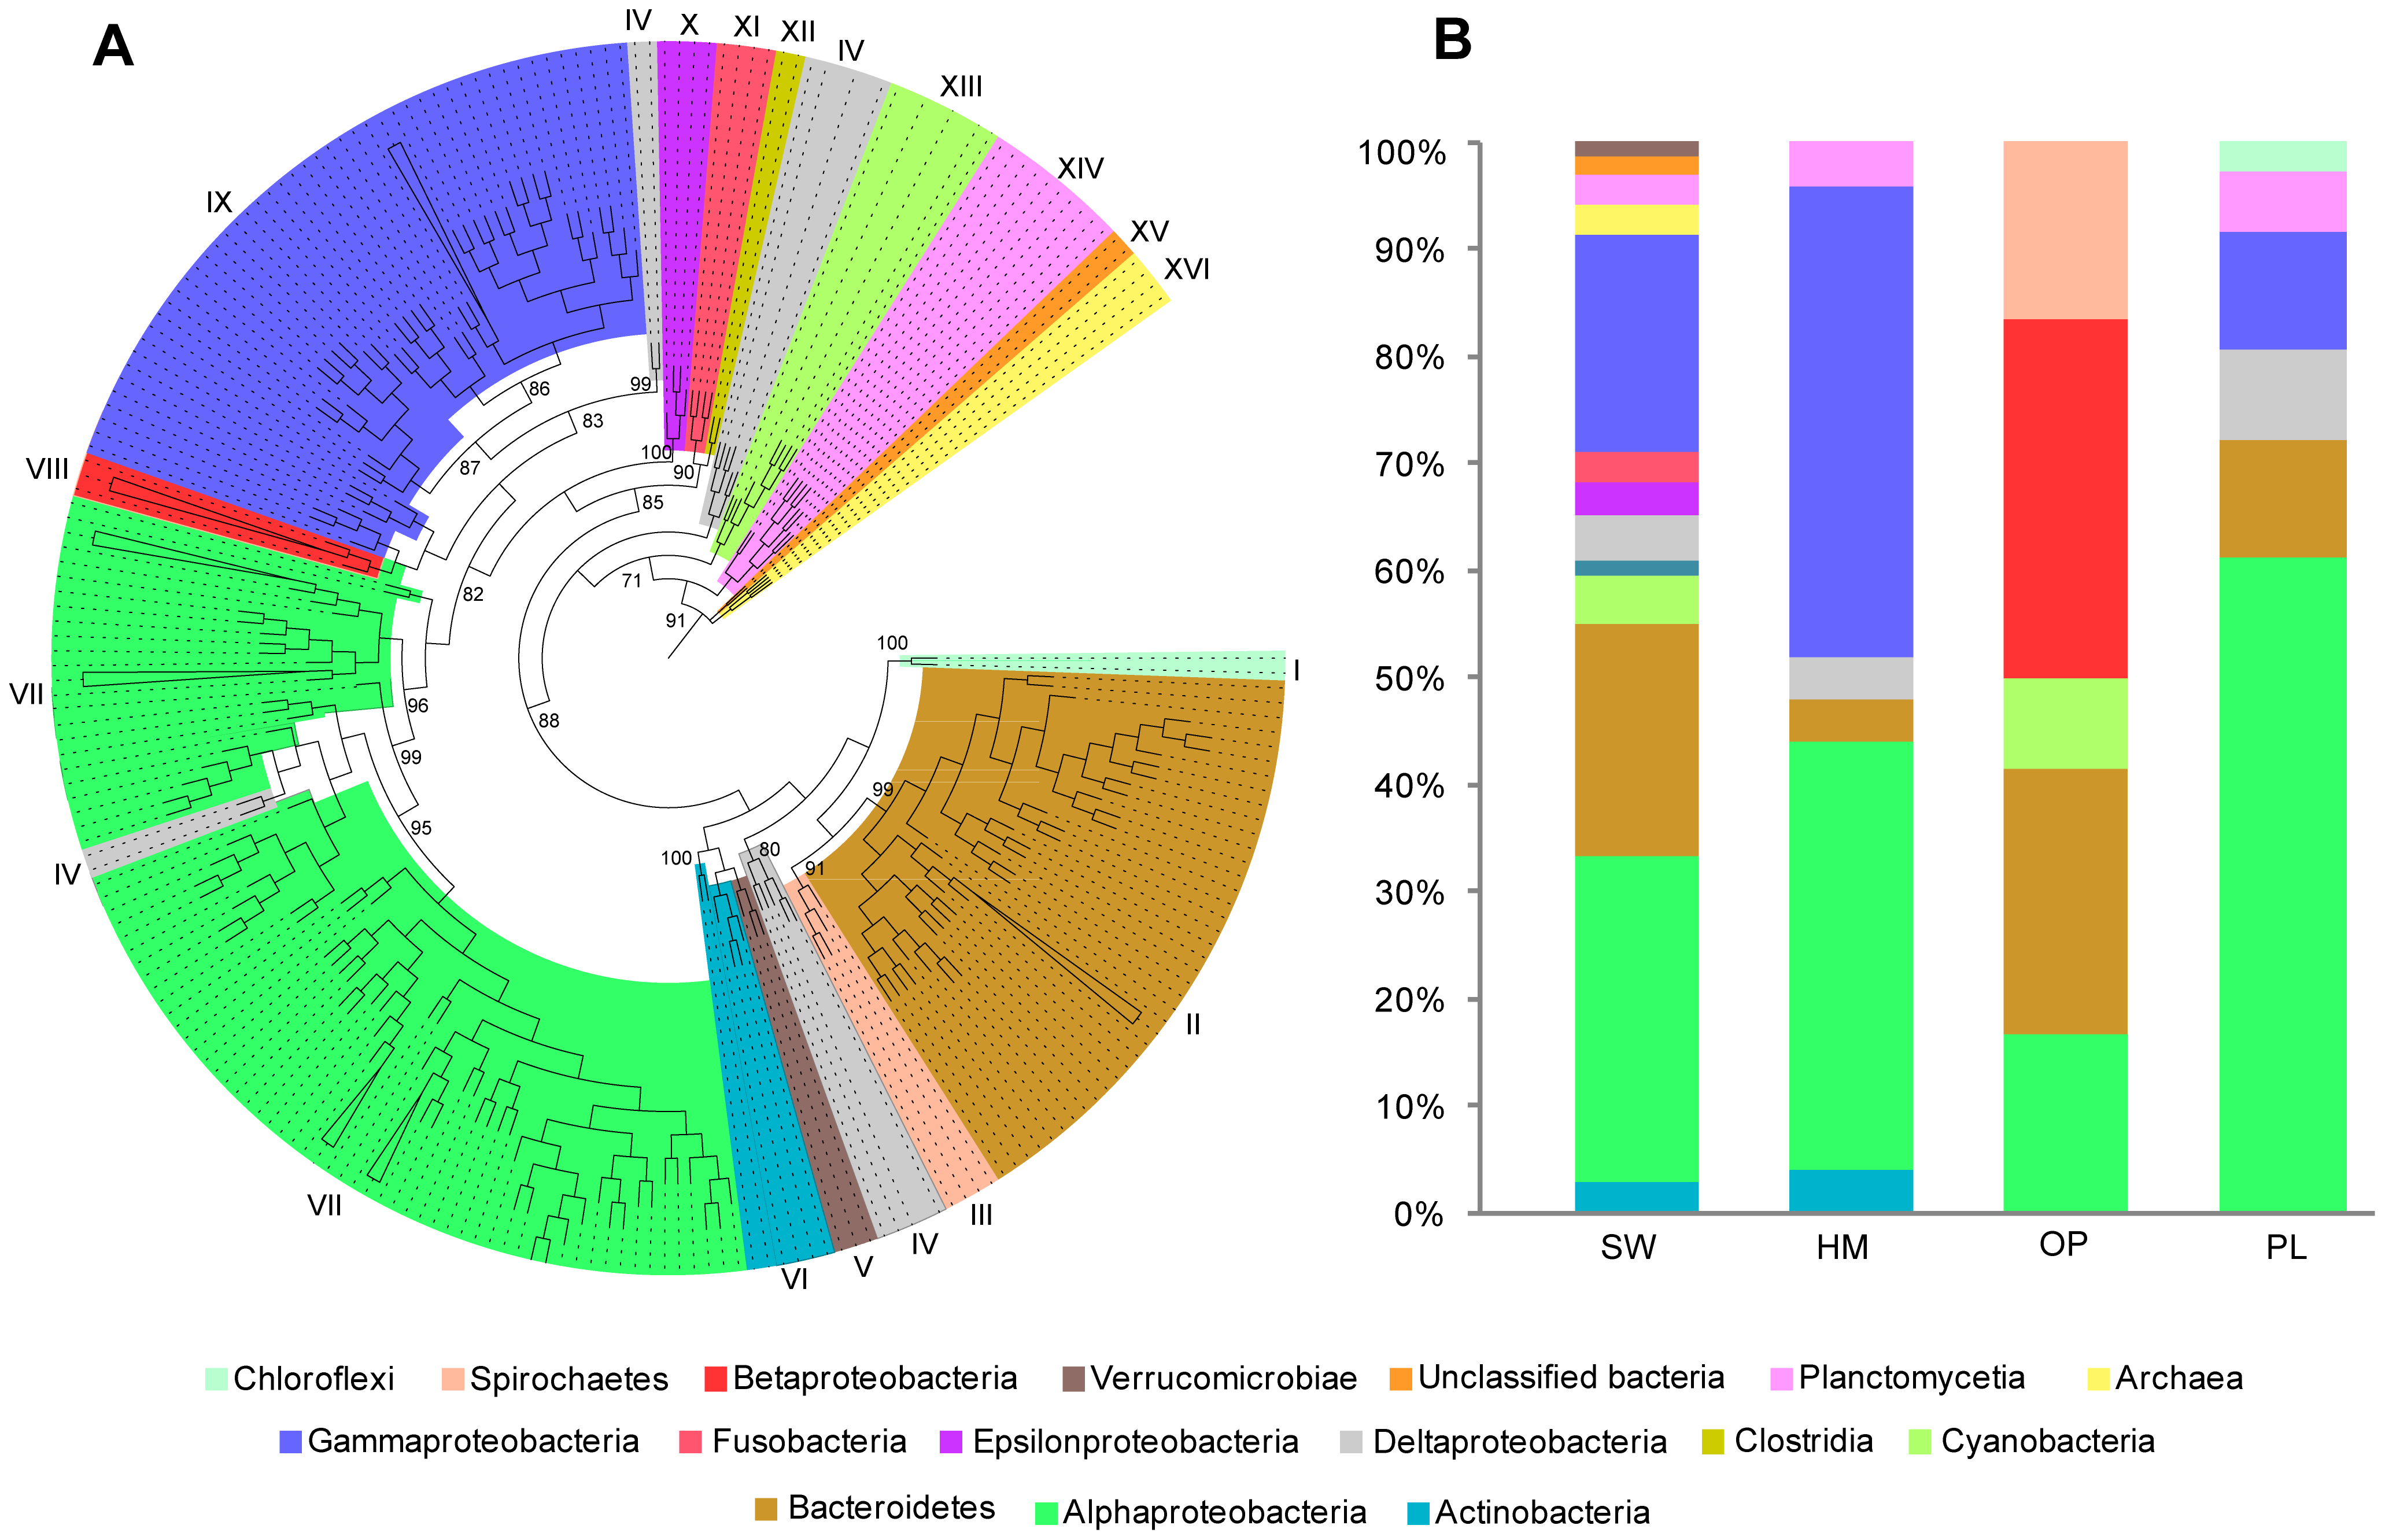 A
B
IV
X
XI
XII
IV
XIII
XIV
XV
XVI
IX
VIII
VII
IV
VII
VI
V
IV
III
II
I
99
86
83
87
100
90
85
82
71
91
88
96
99
95
100
80
91
99
100
100%
90%
80%
70%
60%
50%
40%
30%
20%
10%
0%
SW HM OP PL
Chloroflexi Spirochaetes Betaproteobacteria Verrucomicrobiae Unclassified bacteria Planctomycetia Archaea
Gammaproteobacteria Fusobacteria Epsilonproteobacteria Deltaproteobacteria Clostridia Cyanobacteria
Bacteroidetes Alphaproteobacteria Actinobacteria